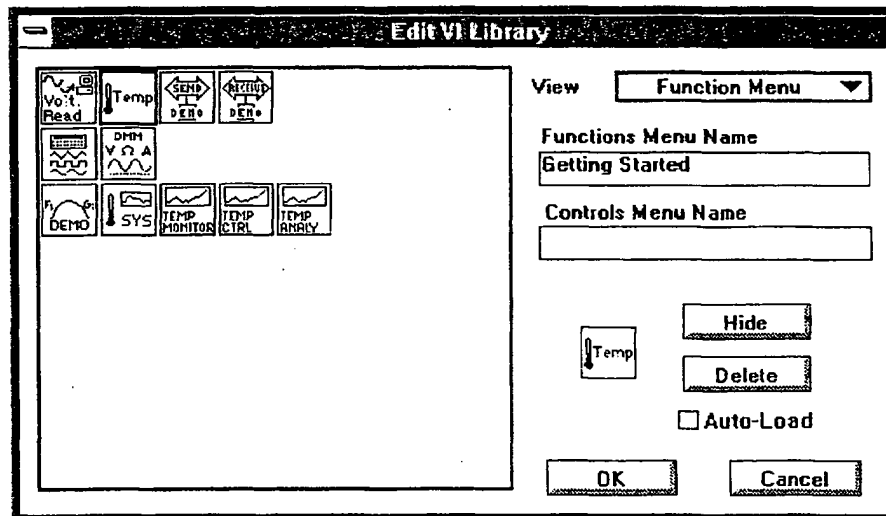 Edit VI Library
Volt.
Read
Temp
SEND
DEMO
RECEIVE
DEMO
DMM
V Ω A
DEMO
SYS
TEMP
MONITOR
TEMP
CTRL
TEMP
ANALY
View
Function Menu
Functions Menu Name
Getting Started
Controls Menu Name
Temp
Hide
Delete
Auto-Load
OK
Cancel